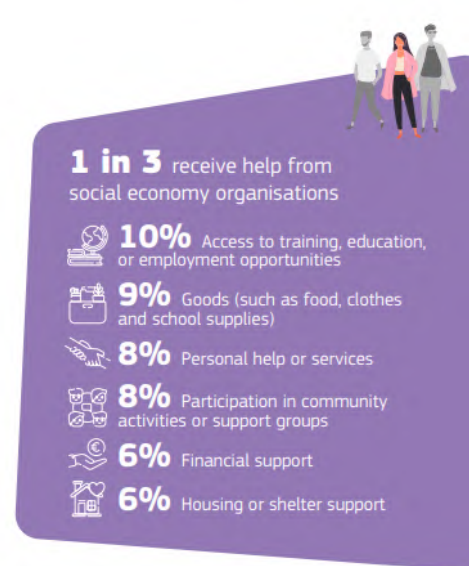 1 in 3 receive help from
social economy organisations
10% Access to training, education,
or employment opportunities
9% Goods (such as food, clothes
and school supplies)
8% Personal help or services
8% Participation in community
activities or support groups
6% Financial support
6% Housing or shelter support